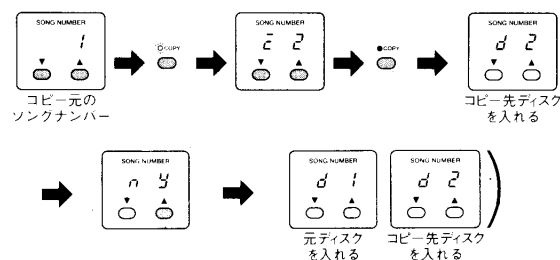 SONG NUMBER
1
コピー元の
ソングナンバー
COPY
SONG NUMBER
c 2
COPY
SONG NUMBER
d 2
コピー先ディスク
を入れる
SONG NUMBER
n y
SONG NUMBER
d 1
元ディスク
を入れる
SONG NUMBER
d 2
コピー先ディスク
を入れる
)